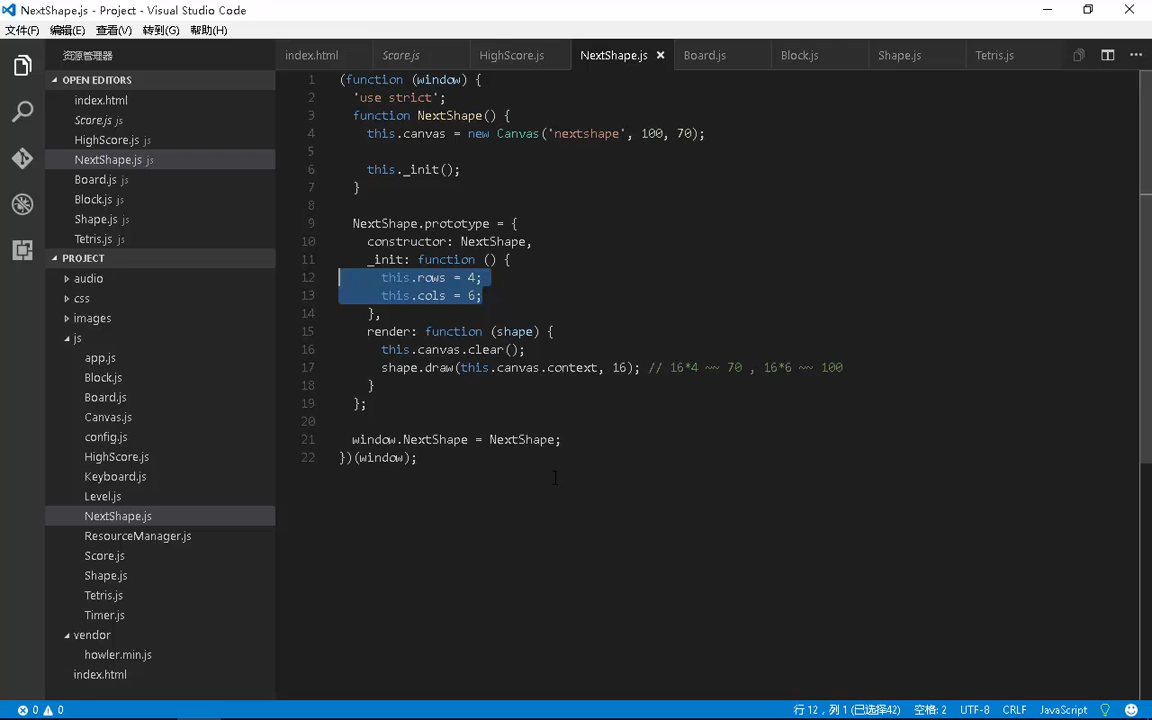 NextShape.js - Project - Visual Studio Code
文件(F) 编辑(E) 查看(V) 转到(G) 帮助(H)
资源管理器
index.html Score.js HighScore.js NextShape.js Board.js Block.js Shape.js Tetris.js
OPEN EDITORS
index.html
Score.js js
HighScore.js js
NextShape.js js
Board.js js
Block.js js
Shape.js js
Tetris.js js
PROJECT
audio
css
images
js
app.js
Block.js
Board.js
Canvas.js
config.js
HighScore.js
Keyboard.js
Level.js
NextShape.js
ResourceManager.js
Score.js
Shape.js
Tetris.js
Timer.js
vendor
howler.min.js
index.html
1 (function (window) {
2 'use strict';
3 function NextShape() {
4 this.canvas = new Canvas('nextshape', 100, 70);
5
6 this._init();
7 }
8
9 NextShape.prototype = {
10 constructor: NextShape,
11 _init: function () {
12 this.rows = 4;
13 this.cols = 6;
14 },
15 render: function (shape) {
16 this.canvas.clear();
17 shape.draw(this.canvas.context, 16); // 16*4 ~~ 70 , 16*6 ~~ 100
18 }
19 };
20
21 window.NextShape = NextShape;
22 })(window);
0 0 行 12，列 1 (已选择42) 空格: 2 UTF-8 CRLF JavaScript